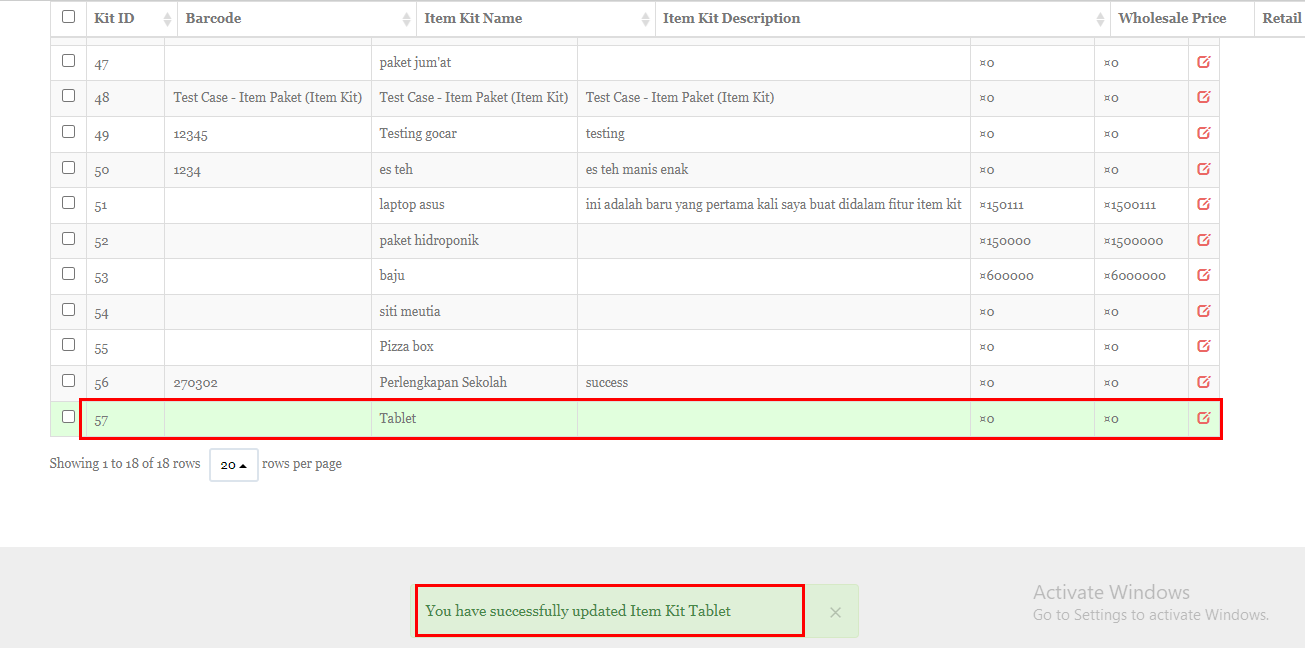 Kit ID Barcode Item Kit Name Item Kit Description Wholesale Price Retail
47 paket jum'at ¤0 ¤0
48 Test Case - Item Paket (Item Kit) Test Case - Item Paket (Item Kit) Test Case - Item Paket (Item Kit) ¤0 ¤0
49 12345 Testing gocar testing ¤0 ¤0
50 1234 es teh es teh manis enak ¤0 ¤0
51 laptop asus ini adalah baru yang pertama kali saya buat didalam fitur item kit ¤150111 ¤1500111
52 paket hidroponik ¤150000 ¤1500000
53 baju ¤600000 ¤6000000
54 siti meutia ¤0 ¤0
55 Pizza box ¤0 ¤0
56 270302 Perlengkapan Sekolah success ¤0 ¤0
57 Tablet ¤0 ¤0
Showing 1 to 18 of 18 rows 20 rows per page
You have successfully updated Item Kit Tablet ×
Activate Windows
Go to Settings to activate Windows.